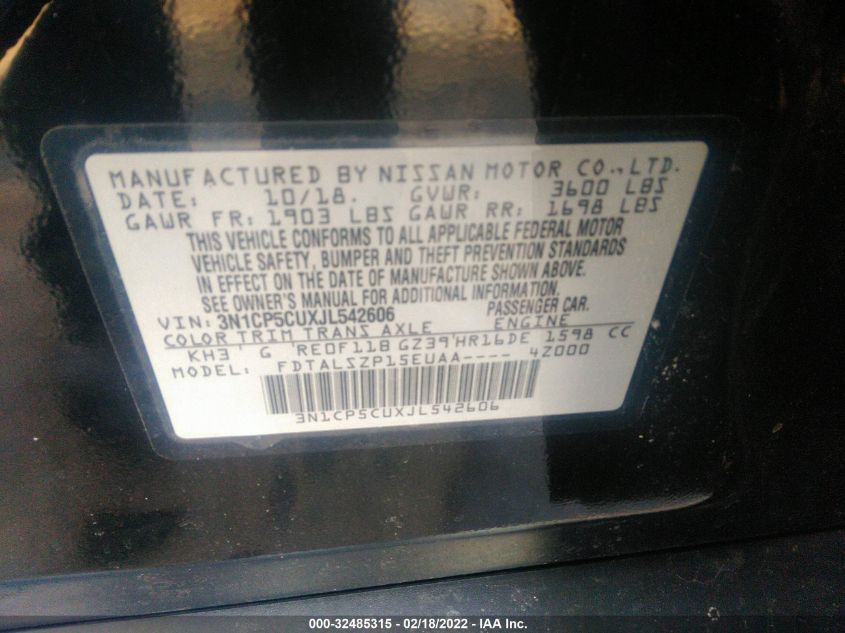 MANUFACTURED BY NISSAN MOTOR CO., LTD.
DATE: 10/18. GVWR: 3600 LBS
GAWR FR: 1903 LBS GAWR RR: 1698 LBS
THIS VEHICLE CONFORMS TO ALL APPLICABLE FEDERAL MOTOR
VEHICLE SAFETY, BUMPER AND THEFT PREVENTION STANDARDS
IN EFFECT ON THE DATE OF MANUFACTURE SHOWN ABOVE.
SEE OWNER'S MANUAL FOR ADDITIONAL INFORMATION.
VIN: 3N1CP5CUXJL542606 PASSENGER CAR.
COLOR TRIM TRANS AXLE ENGINE
KH3 G RE0F11B GZ39 HR16DE 1598 CC
MODEL: FDTALSZP15EUAA---- 4Z000
3N1CP5CUXJL542606
000-32485315 - 02/18/2022 - IAA Inc.